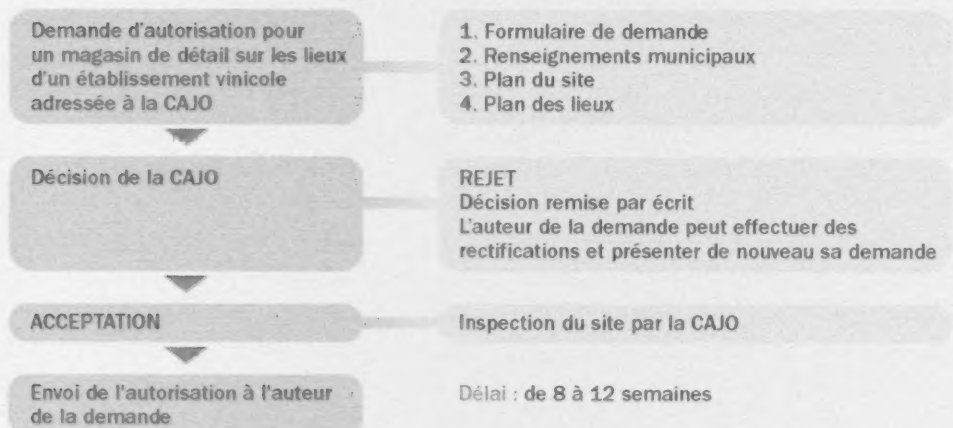 Demande d'autorisation pour
un magasin de détail sur les lieux
d'un établissement vinicole
adressée à la CAJO
1. Formulaire de demande
2. Renseignements municipaux
3. Plan du site
4. Plan des lieux
Décision de la CAJO
REJET
Décision remise par écrit
L'auteur de la demande peut effectuer des
rectifications et présenter de nouveau sa demande
ACCEPTATION
Inspection du site par la CAJO
Envoi de l'autorisation à l'auteur
de la demande
Délai : de 8 à 12 semaines